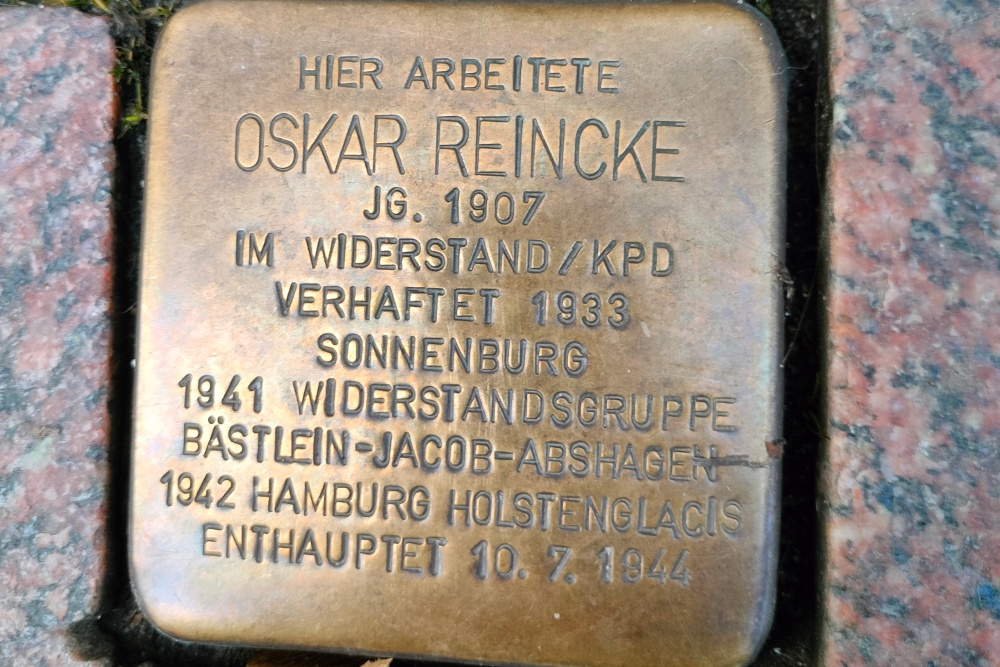 HIER ARBEITETE
OSKAR REINCKE
JG. 1907
IM WIDERSTAND/KPD
VERHAFTET 1933
SONNENBURG
1941 WIDERSTANDSGRUPPE
BÄSTLEIN-JACOB-ABSHAGEN
1942 HAMBURG HOLSTENGLACIS
ENTHAUPTET 10. 7. 1944